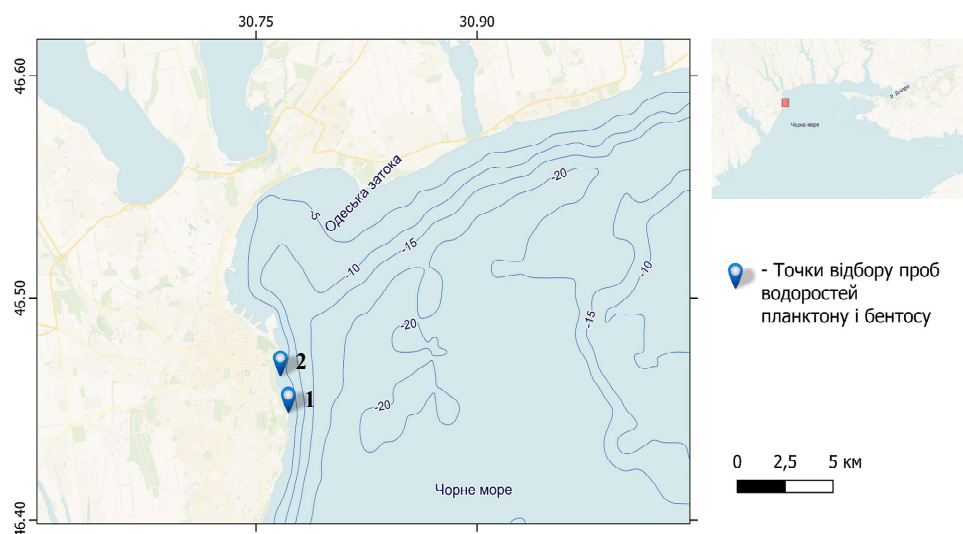 30.75
30.90
46.60
46.50
46.40
Одеська затока
-5
-10
-15
-20
-20
-20
-10
-15
2
1
Чорне море
р. Дніпро
Чорне море
- Точки відбору проб
водоростей
планктону і бентосу
0 2,5 5 км